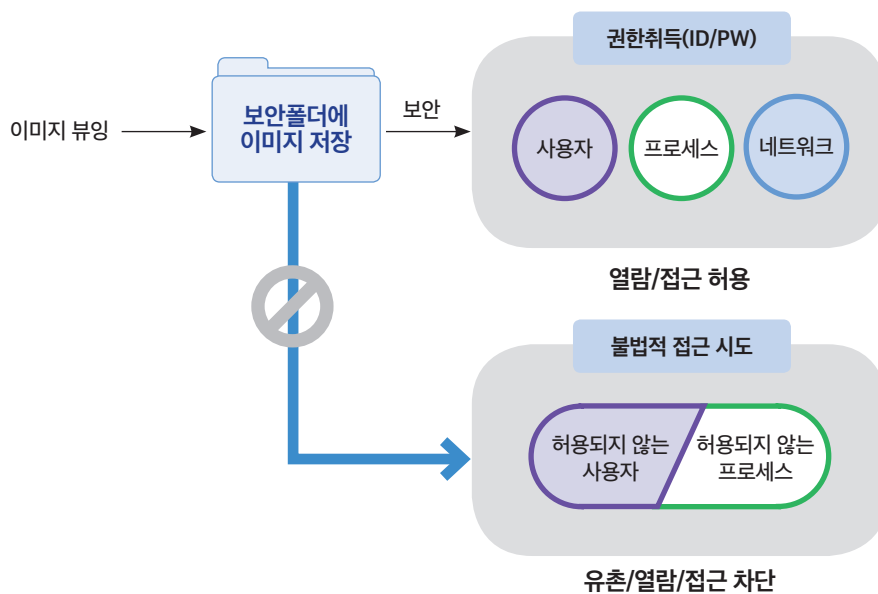 권한취득(ID/PW)
이미지 뷰잉
보안폴더에
이미지 저장
보안
사용자
프로세스
네트워크
열람/접근 허용
불법적 접근 시도
허용되지 않는
사용자
허용되지 않는
프로세스
유촌/열람/접근 차단